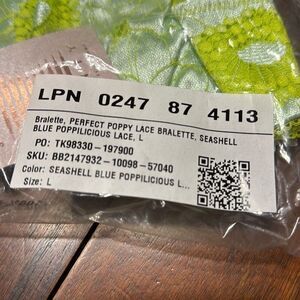 LPN 0247 87 4113
Bralette, PERFECT POPPY LACE BRALETTE, SEASHELL
BLUE POPPILICIOUS LACE, L
PO: TK98330-197900
SKU: BB2147932-10098-57040
Color: SEASHELL BLUE POPPILICIOUS L...
Size: L